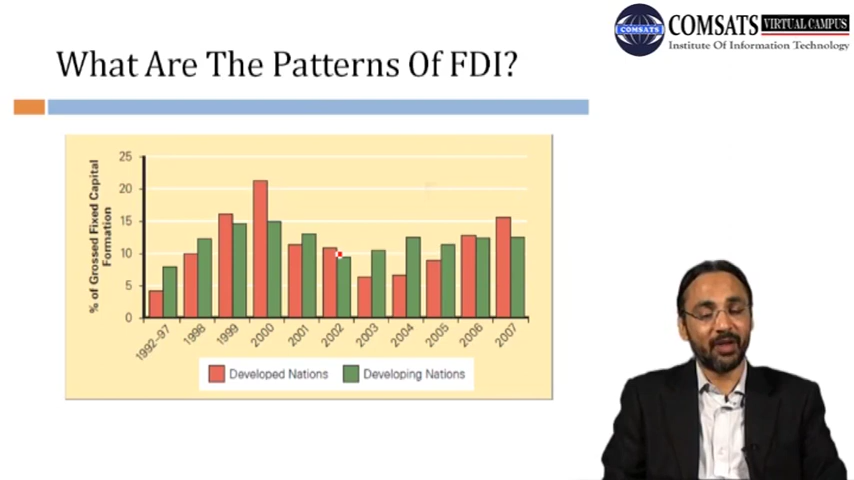 COMSATS VIRTUAL CAMPUS
Institute Of Information Technology
COMSATS
What Are The Patterns Of FDI?
% of Grossed Fixed Capital
Formation
25
20
15
10
5
0
1992–97
1998
1999
2000
2001
2002
2003
2004
2005
2006
2007
Developed Nations
Developing Nations